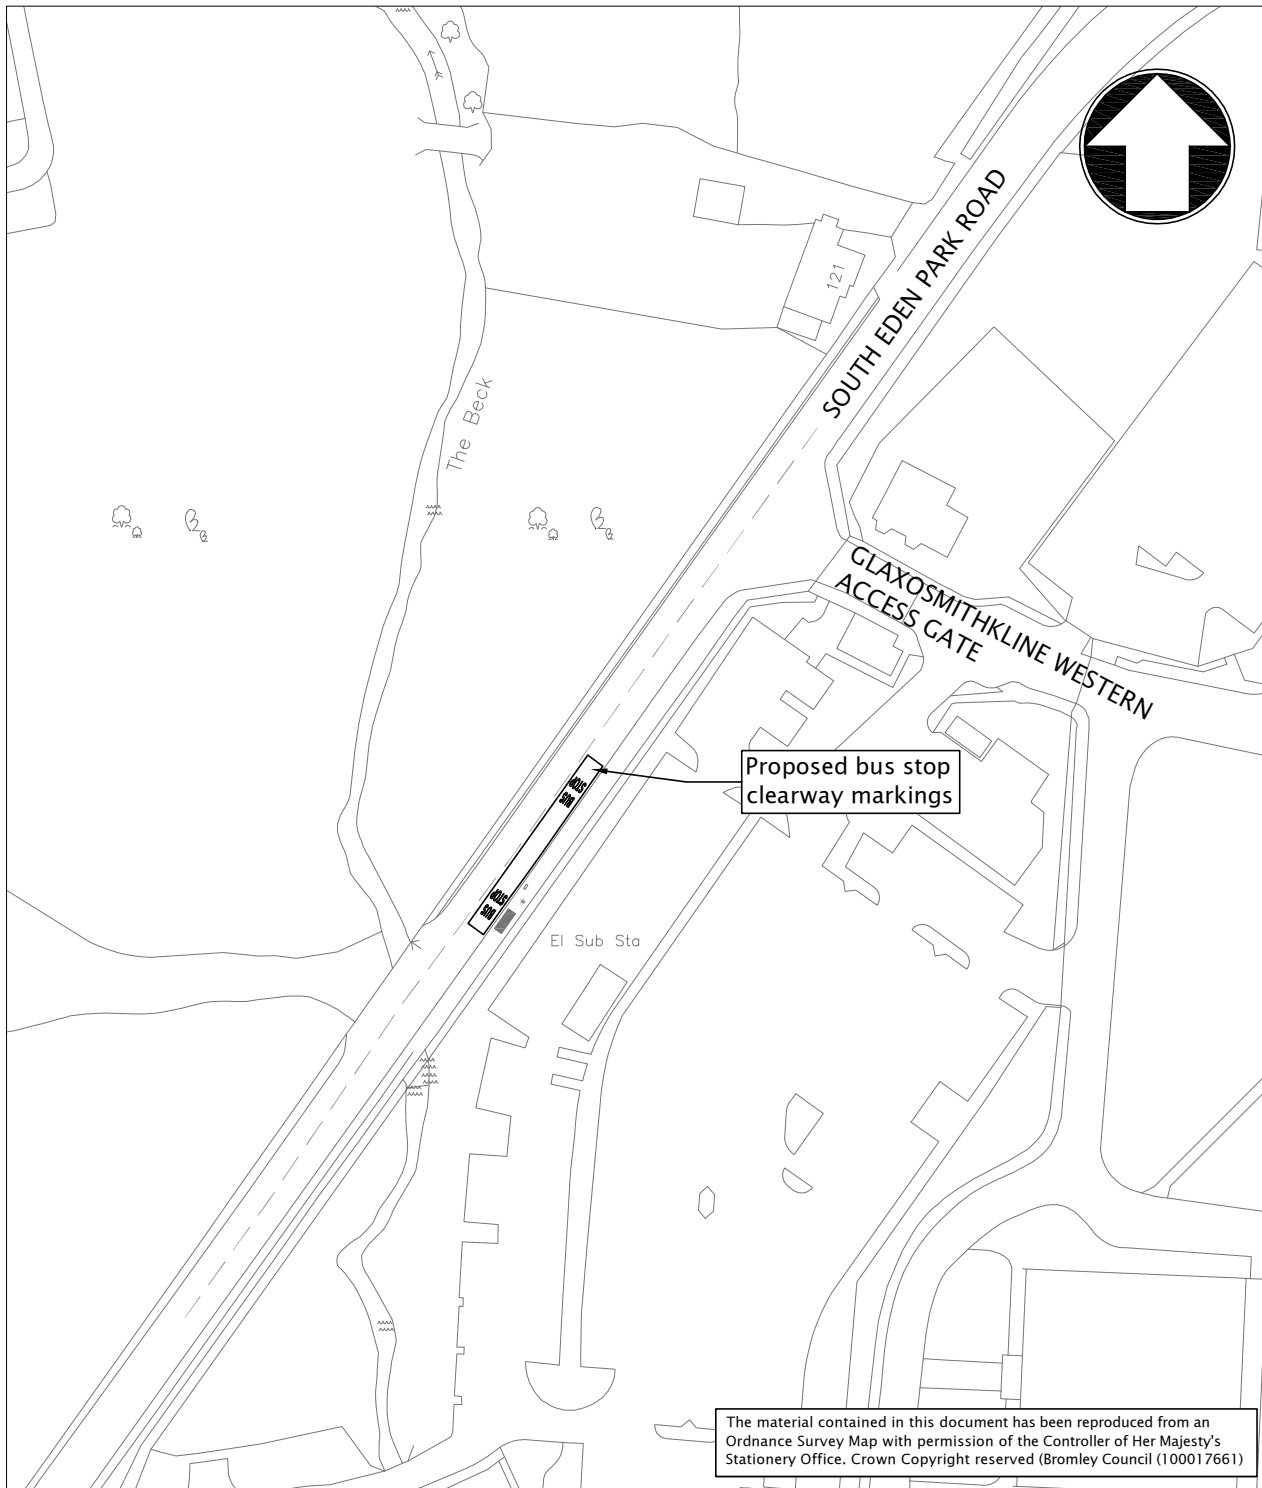 SOUTH EDEN PARK ROAD
121
The Beck
GLAXOSMITHKLINE WESTERN
ACCESS GATE
Proposed bus stop
clearway markings
BUS
STOP
BUS
STOP
El Sub Sta
The material contained in this document has been reproduced from an
Ordnance Survey Map with permission of the Controller of Her Majesty's
Stationery Office. Crown Copyright reserved (Bromley Council (100017661)